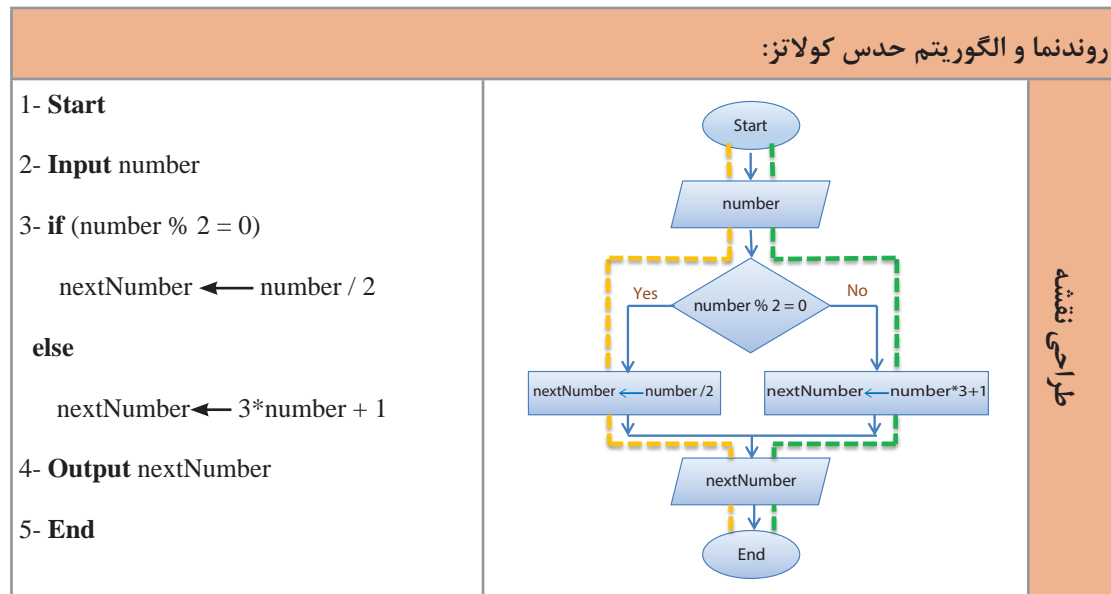 روندنما و الگوریتم حدس کولاتز:
1- Start
2- Input number
3- if (number % 2 = 0)
nextNumber ← number / 2
else
nextNumber ← 3*number + 1
4- Output nextNumber
5- End
Start
number
number % 2 = 0
Yes
No
nextNumber ← number /2
nextNumber ← number*3+1
nextNumber
End
طراحی نقشه